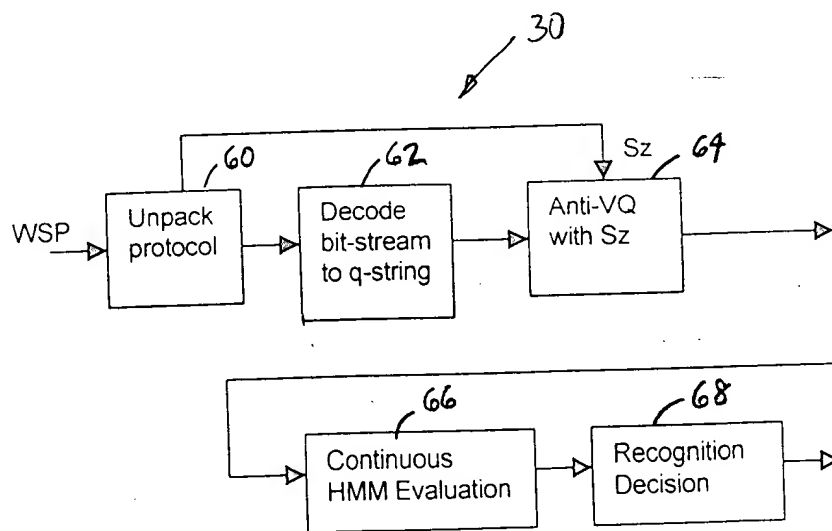 30
60
62
Sz
64
WSP
Unpack
protocol
Decode
bit-stream
to q-string
Anti-VQ
with Sz
66
68
Continuous
HMM Evaluation
Recognition
Decision